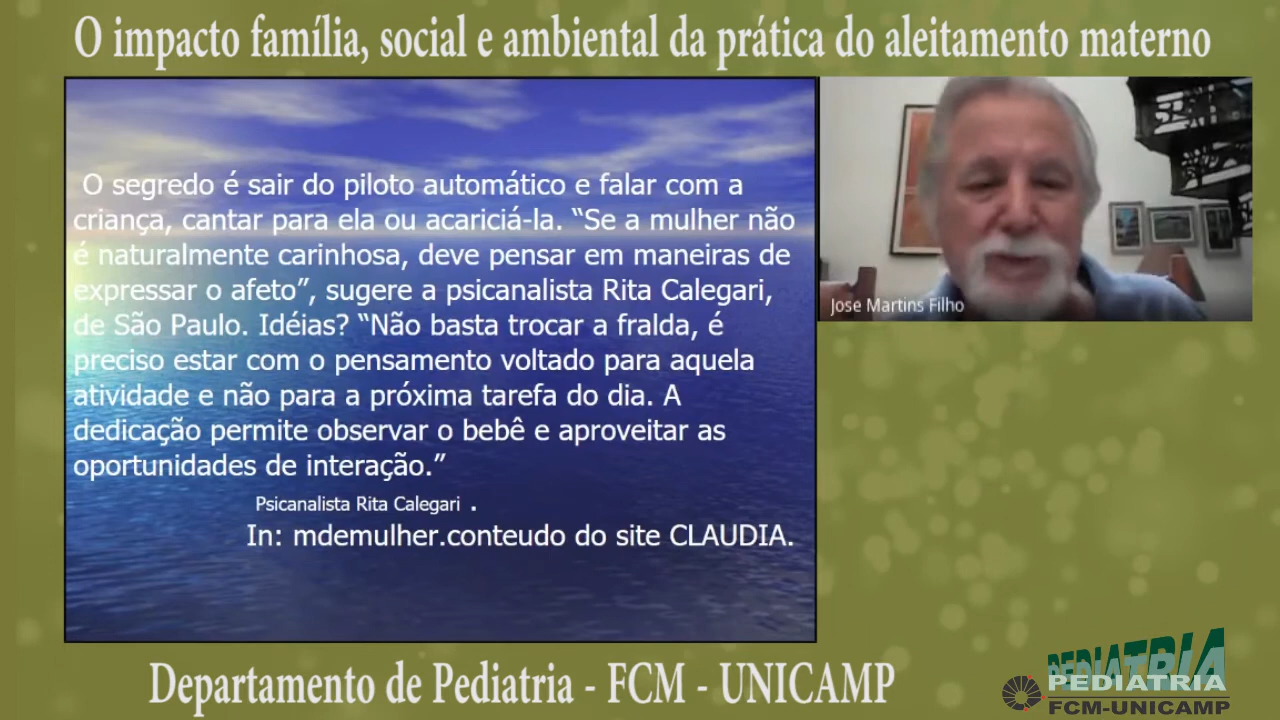 O impacto família, social e ambiental da prática do aleitamento materno
O segredo é sair do piloto automático e falar com a
criança, cantar para ela ou acariciá-la. “Se a mulher não
é naturalmente carinhosa, deve pensar em maneiras de
expressar o afeto”, sugere a psicanalista Rita Calegari,
de São Paulo. Idéias? “Não basta trocar a fralda, é
preciso estar com o pensamento voltado para aquela
atividade e não para a próxima tarefa do dia. A
dedicação permite observar o bebê e aproveitar as
oportunidades de interação.”
Psicanalista Rita Calegari .
In: mdemulher.conteudo do site CLAUDIA.
Jose Martins Filho
Departamento de Pediatria - FCM - UNICAMP
PEDIATRIA
PEDIATRIA
FCM-UNICAMP